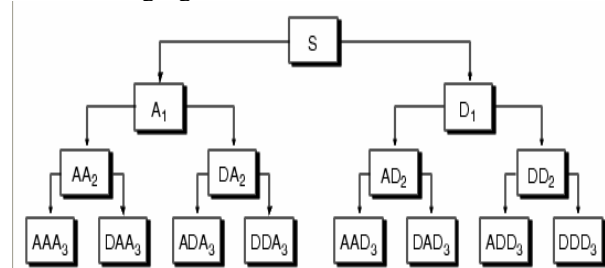 S
A₁ D₁
AA₂ DA₂ AD₂ DD₂
AAA₃ DAA₃ ADA₃ DDA₃ AAD₃ DAD₃ ADD₃ DDD₃